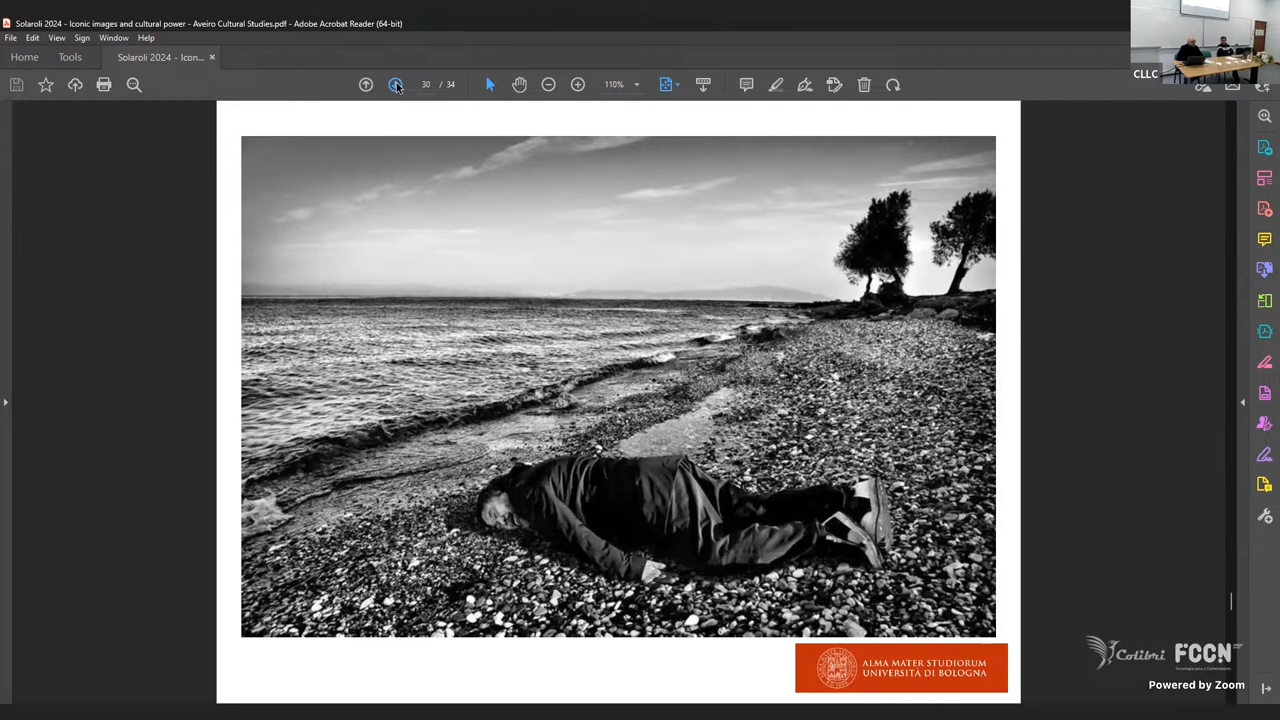 Solaroli 2024 - Iconic images and cultural power - Aveiro Cultural Studies.pdf - Adobe Acrobat Reader (64-bit)
File Edit View Sign Window Help
Home Tools Solaroli 2024 - Icon... ×
30 / 34 110%
CLLC
ALMA MATER STUDIORUM
UNIVERSITÀ DI BOLOGNA
Colibri FCCN
Powered by Zoom